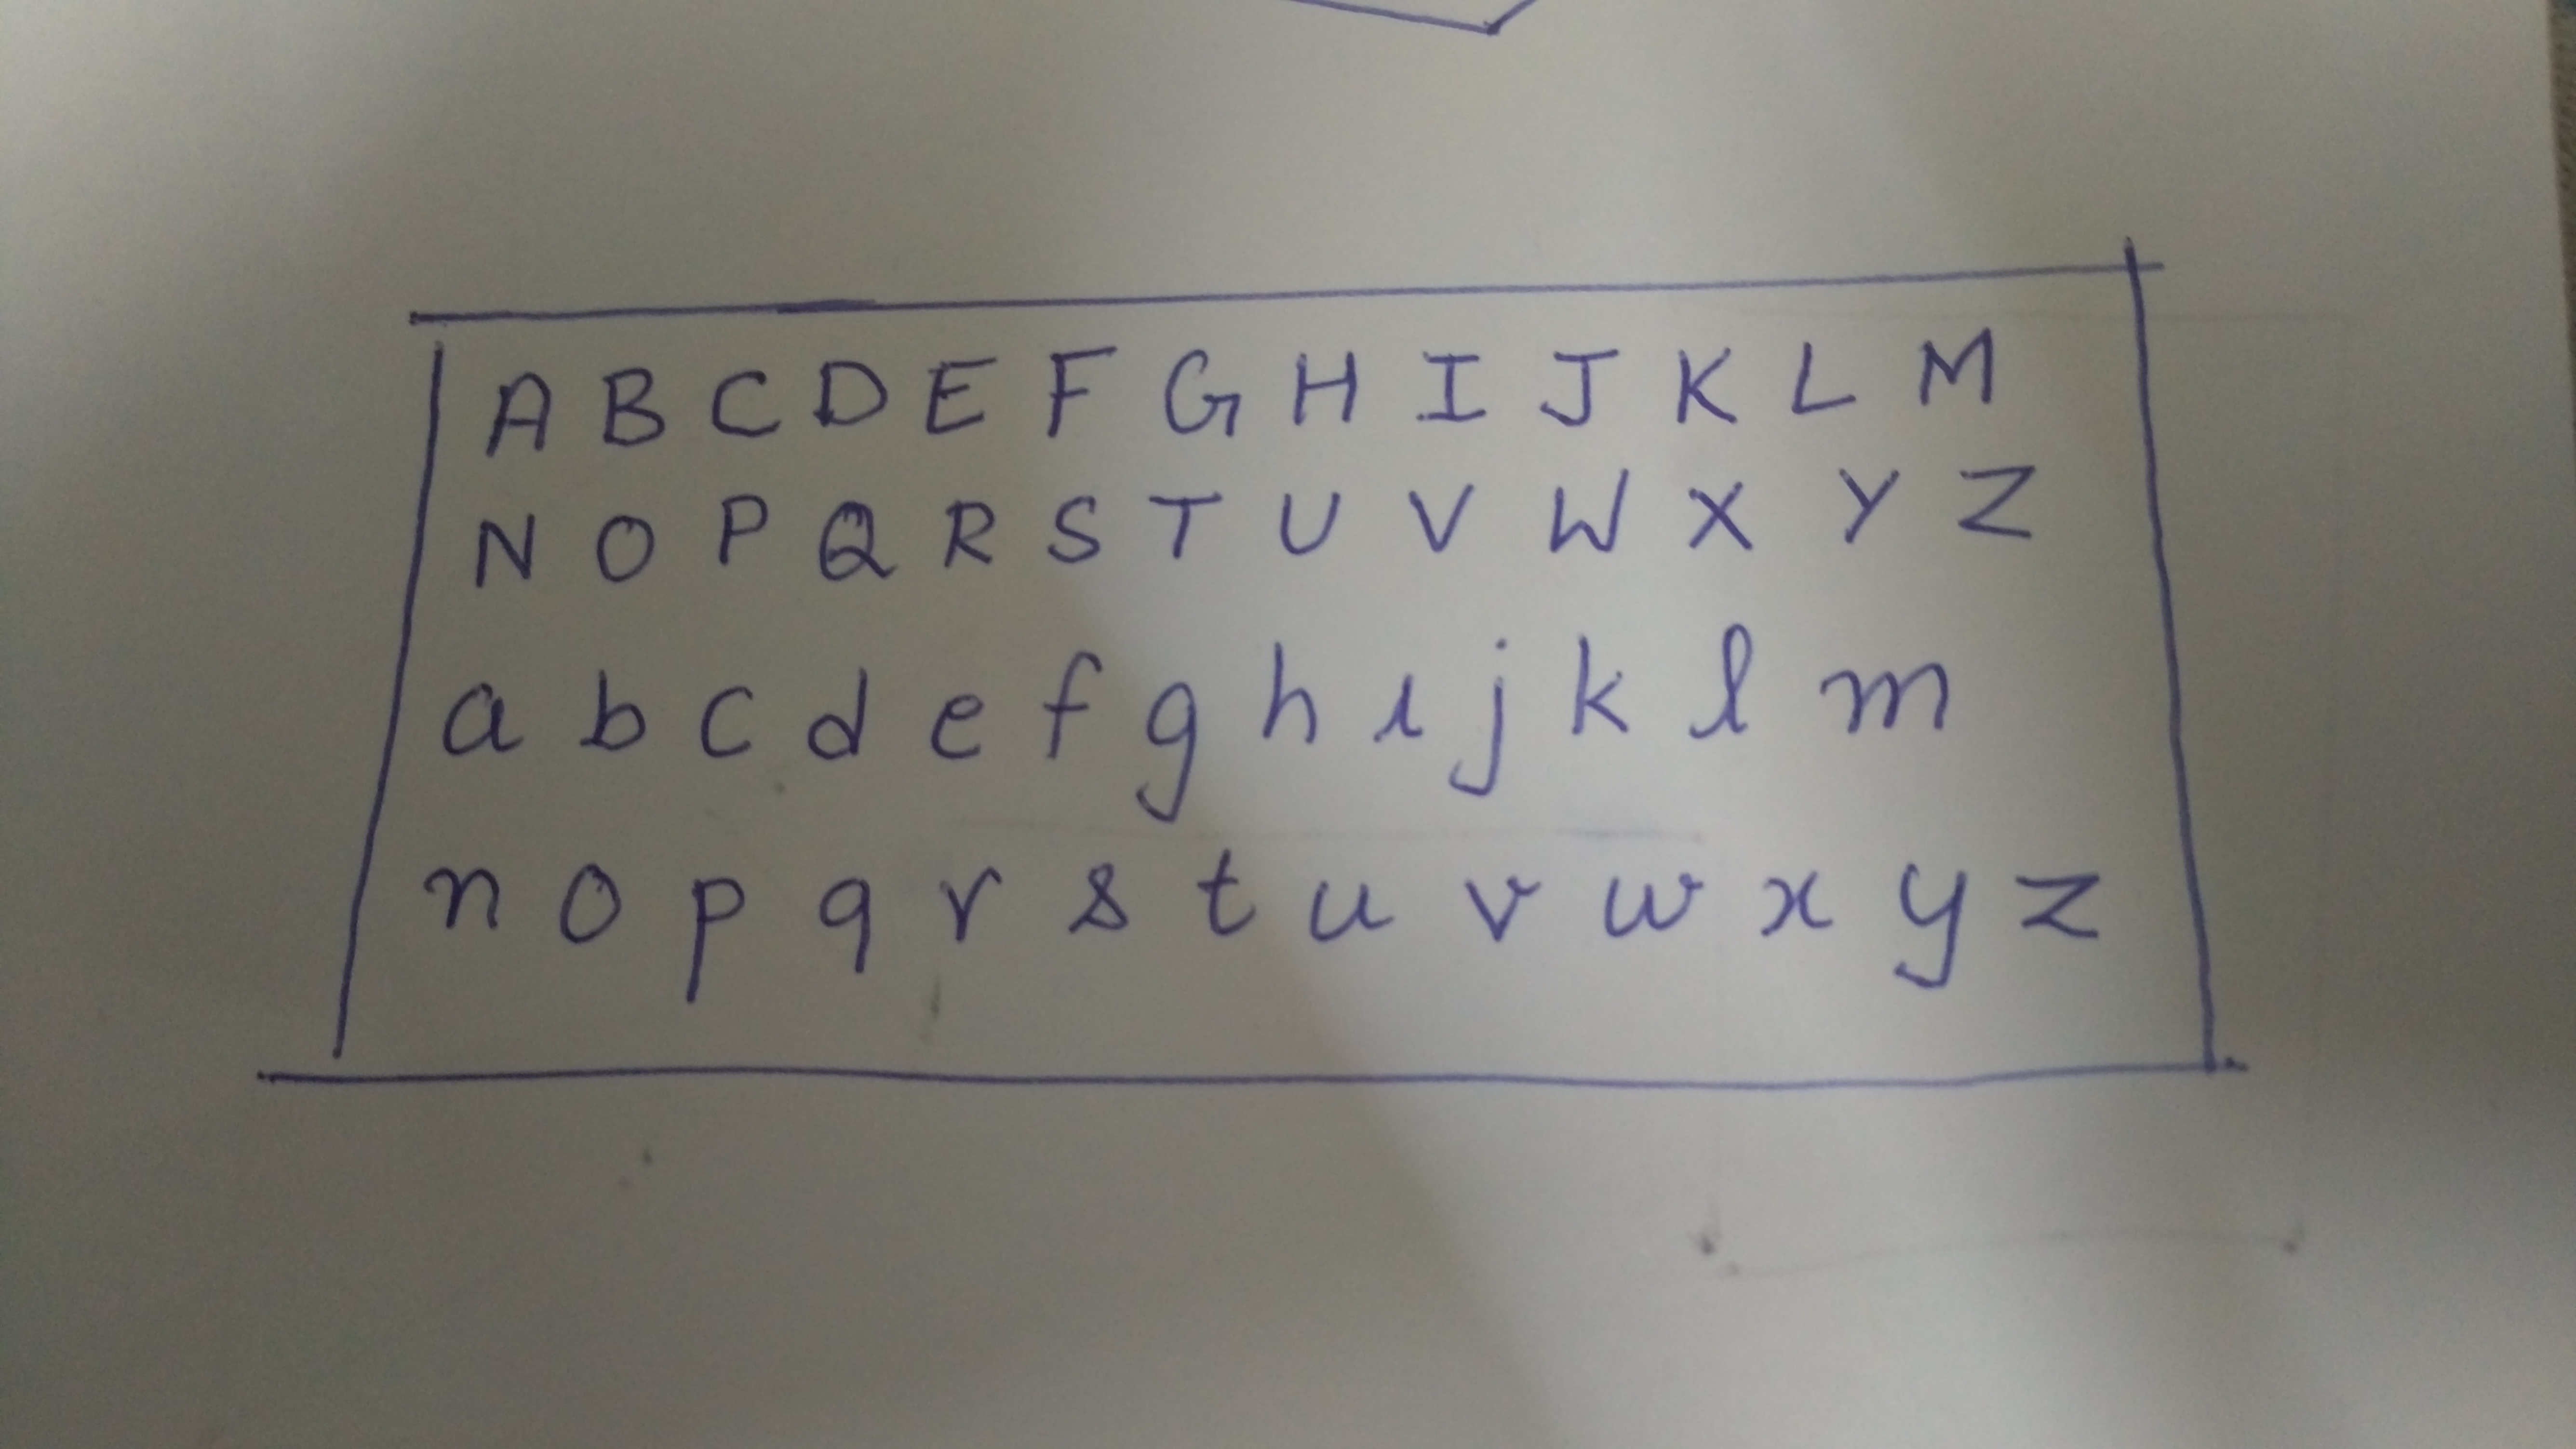 A B C D E F G H I J K L M
N O P Q R S T U V W X Y Z
a b c d e f g h i j k l m
n o p q r s t u v w x y z